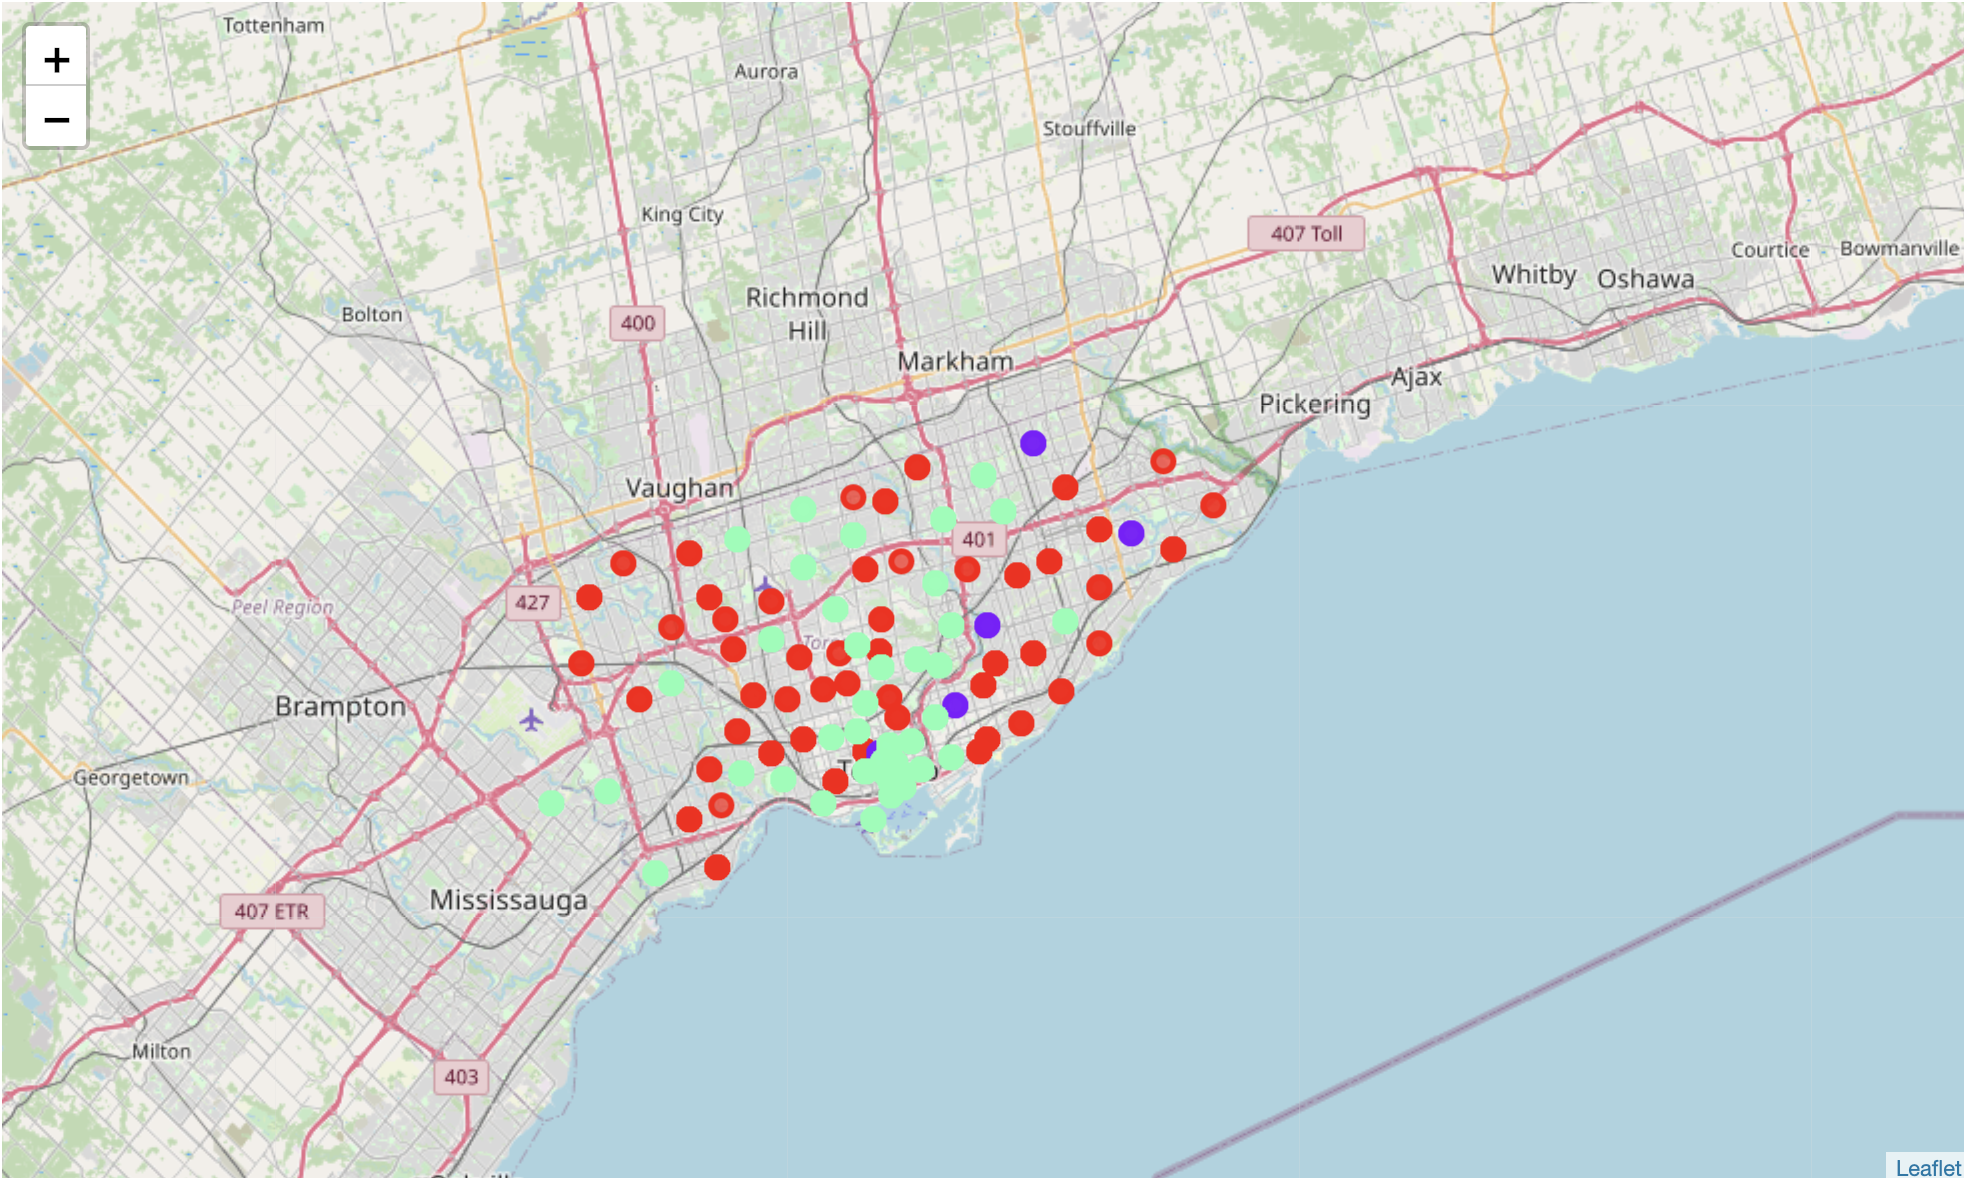 Tottenham
+
−
Aurora
Stouffville
King City
407 Toll
Courtice
Bowmanville
Whitby
Oshawa
Richmond
Hill
Bolton
400
Markham
Ajax
Pickering
Vaughan
401
427
Peel Region
Brampton
Georgetown
Mississauga
407 ETR
Milton
403
Leaflet